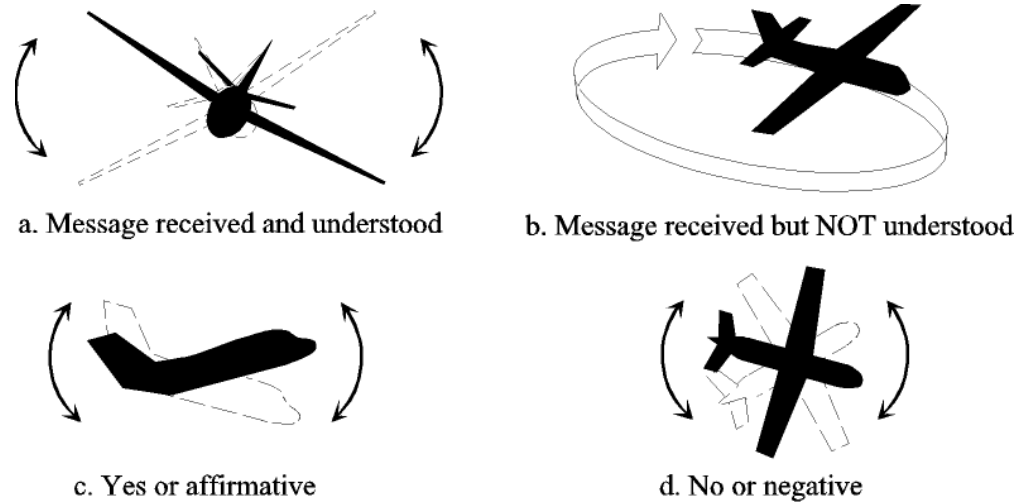 a. Message received and understood
b. Message received but NOT understood
c. Yes or affirmative
d. No or negative